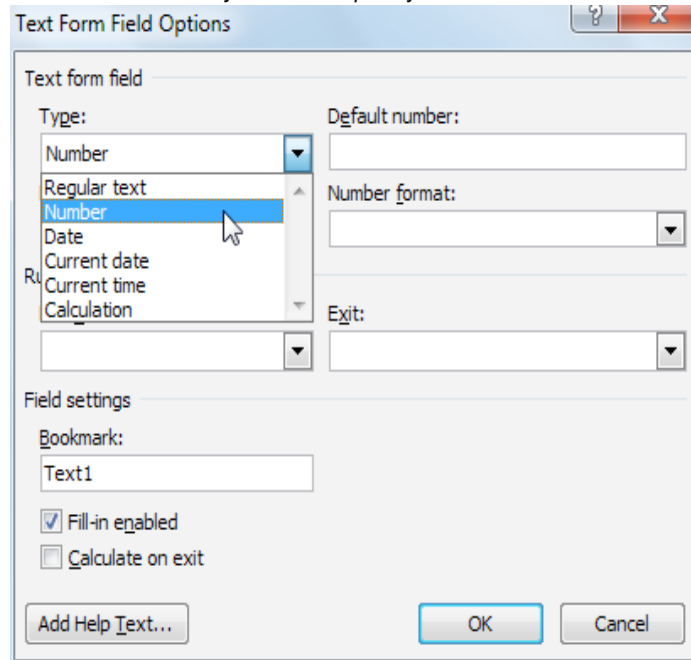 Text Form Field Options
Text form field
Type:
Default number:
Number
Regular text
Number
Date
Current date
Current time
Calculation
Number format:
Exit:
Field settings
Bookmark:
Text1
Fill-in enabled
Calculate on exit
Add Help Text...
OK
Cancel